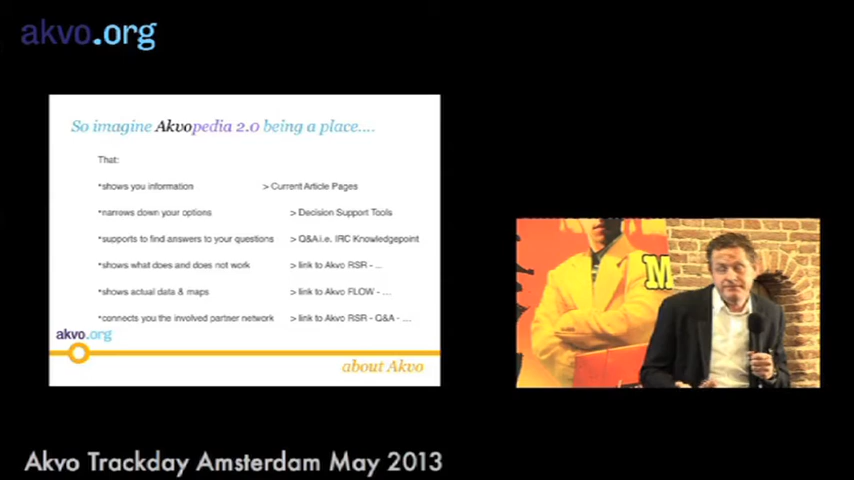 akvo.org
So imagine Akvopedia 2.0 being a place....
That:
•shows you information > Current Article Pages
•narrows down your options > Decision Support Tools
•supports to find answers to your questions > Q&A i.e. IRC Knowledgepoint
•shows what does and does not work > link to Akvo RSR - ...
•shows actual data & maps > link to Akvo FLOW - ...
•connects you the involved partner network > link to Akvo RSR - Q&A - ...
akvo.org
about Akvo
M
Akvo Trackday Amsterdam May 2013